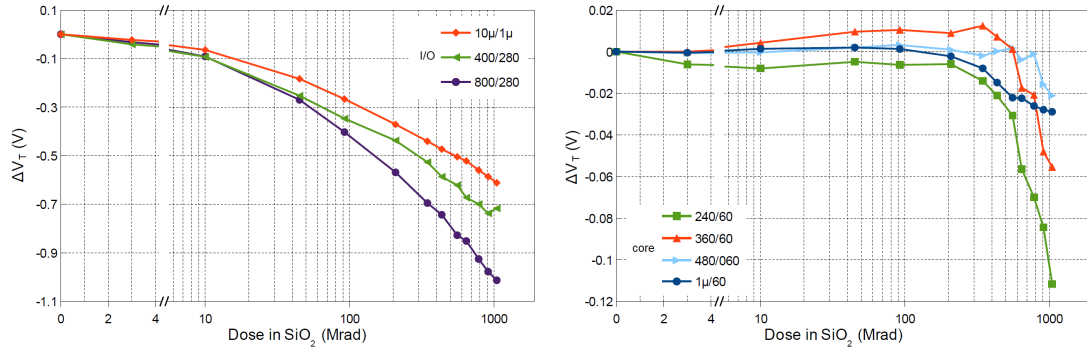 0.1
-0.1
-0.3
-0.5
-0.7
-0.9
-1.1
ΔV_T (V)
10µ/1µ
I/O 400/280
800/280
0 2 4 10 100 1000
Dose in SiO₂ (Mrad)
0.02
0
-0.02
-0.04
-0.06
-0.08
-0.1
-0.12
ΔV_T (V)
240/60
360/60
core
480/060
1µ/60
0 2 4 10 100 1000
Dose in SiO₂ (Mrad)